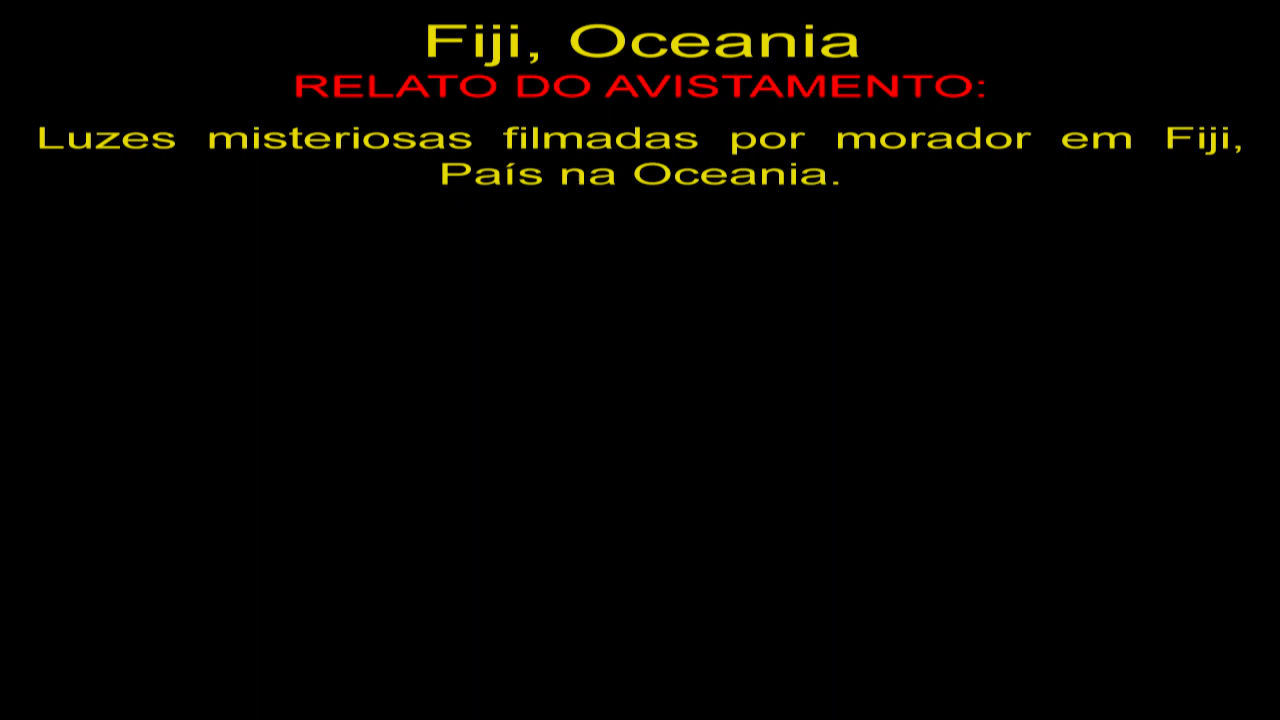 Fiji, Oceania
RELATO DO AVISTAMENTO:
Luzes misteriosas filmadas por morador em Fiji,
País na Oceania.